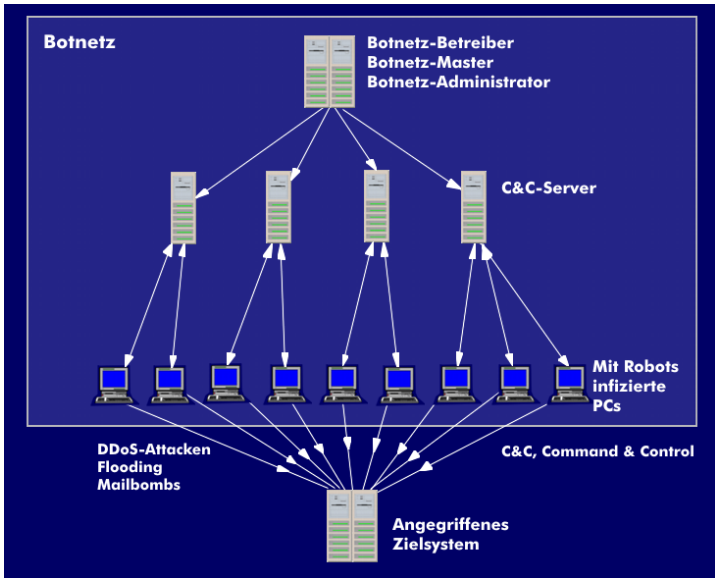 Botnetz
Botnetz-Betreiber
Botnetz-Master
Botnetz-Administrator
C&C-Server
Mit Robots
infizierte
PCs
DDoS-Attacken
Flooding
Mailbombs
C&C, Command & Control
Angegriffenes
Zielsystem